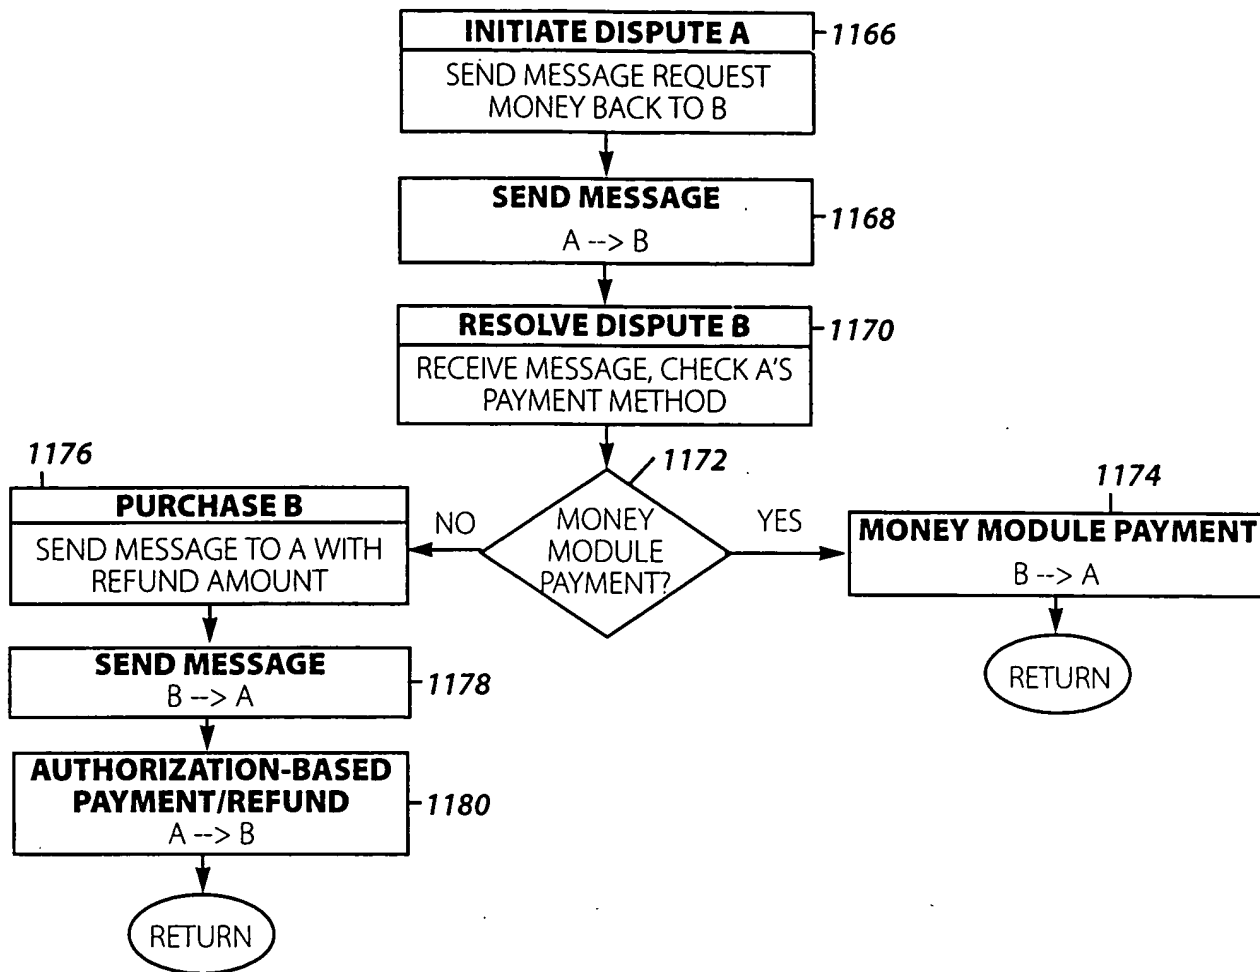 INITIATE DISPUTE A
1166
SEND MESSAGE REQUEST
MONEY BACK TO B
SEND MESSAGE
1168
A --> B
RESOLVE DISPUTE B
1170
RECEIVE MESSAGE, CHECK A'S
PAYMENT METHOD
1172
MONEY
MODULE
PAYMENT?
NO
YES
1176
PURCHASE B
SEND MESSAGE TO A WITH
REFUND AMOUNT
SEND MESSAGE
B --> A
1178
AUTHORIZATION-BASED
PAYMENT/REFUND
1180
A --> B
RETURN
1174
MONEY MODULE PAYMENT
B --> A
RETURN